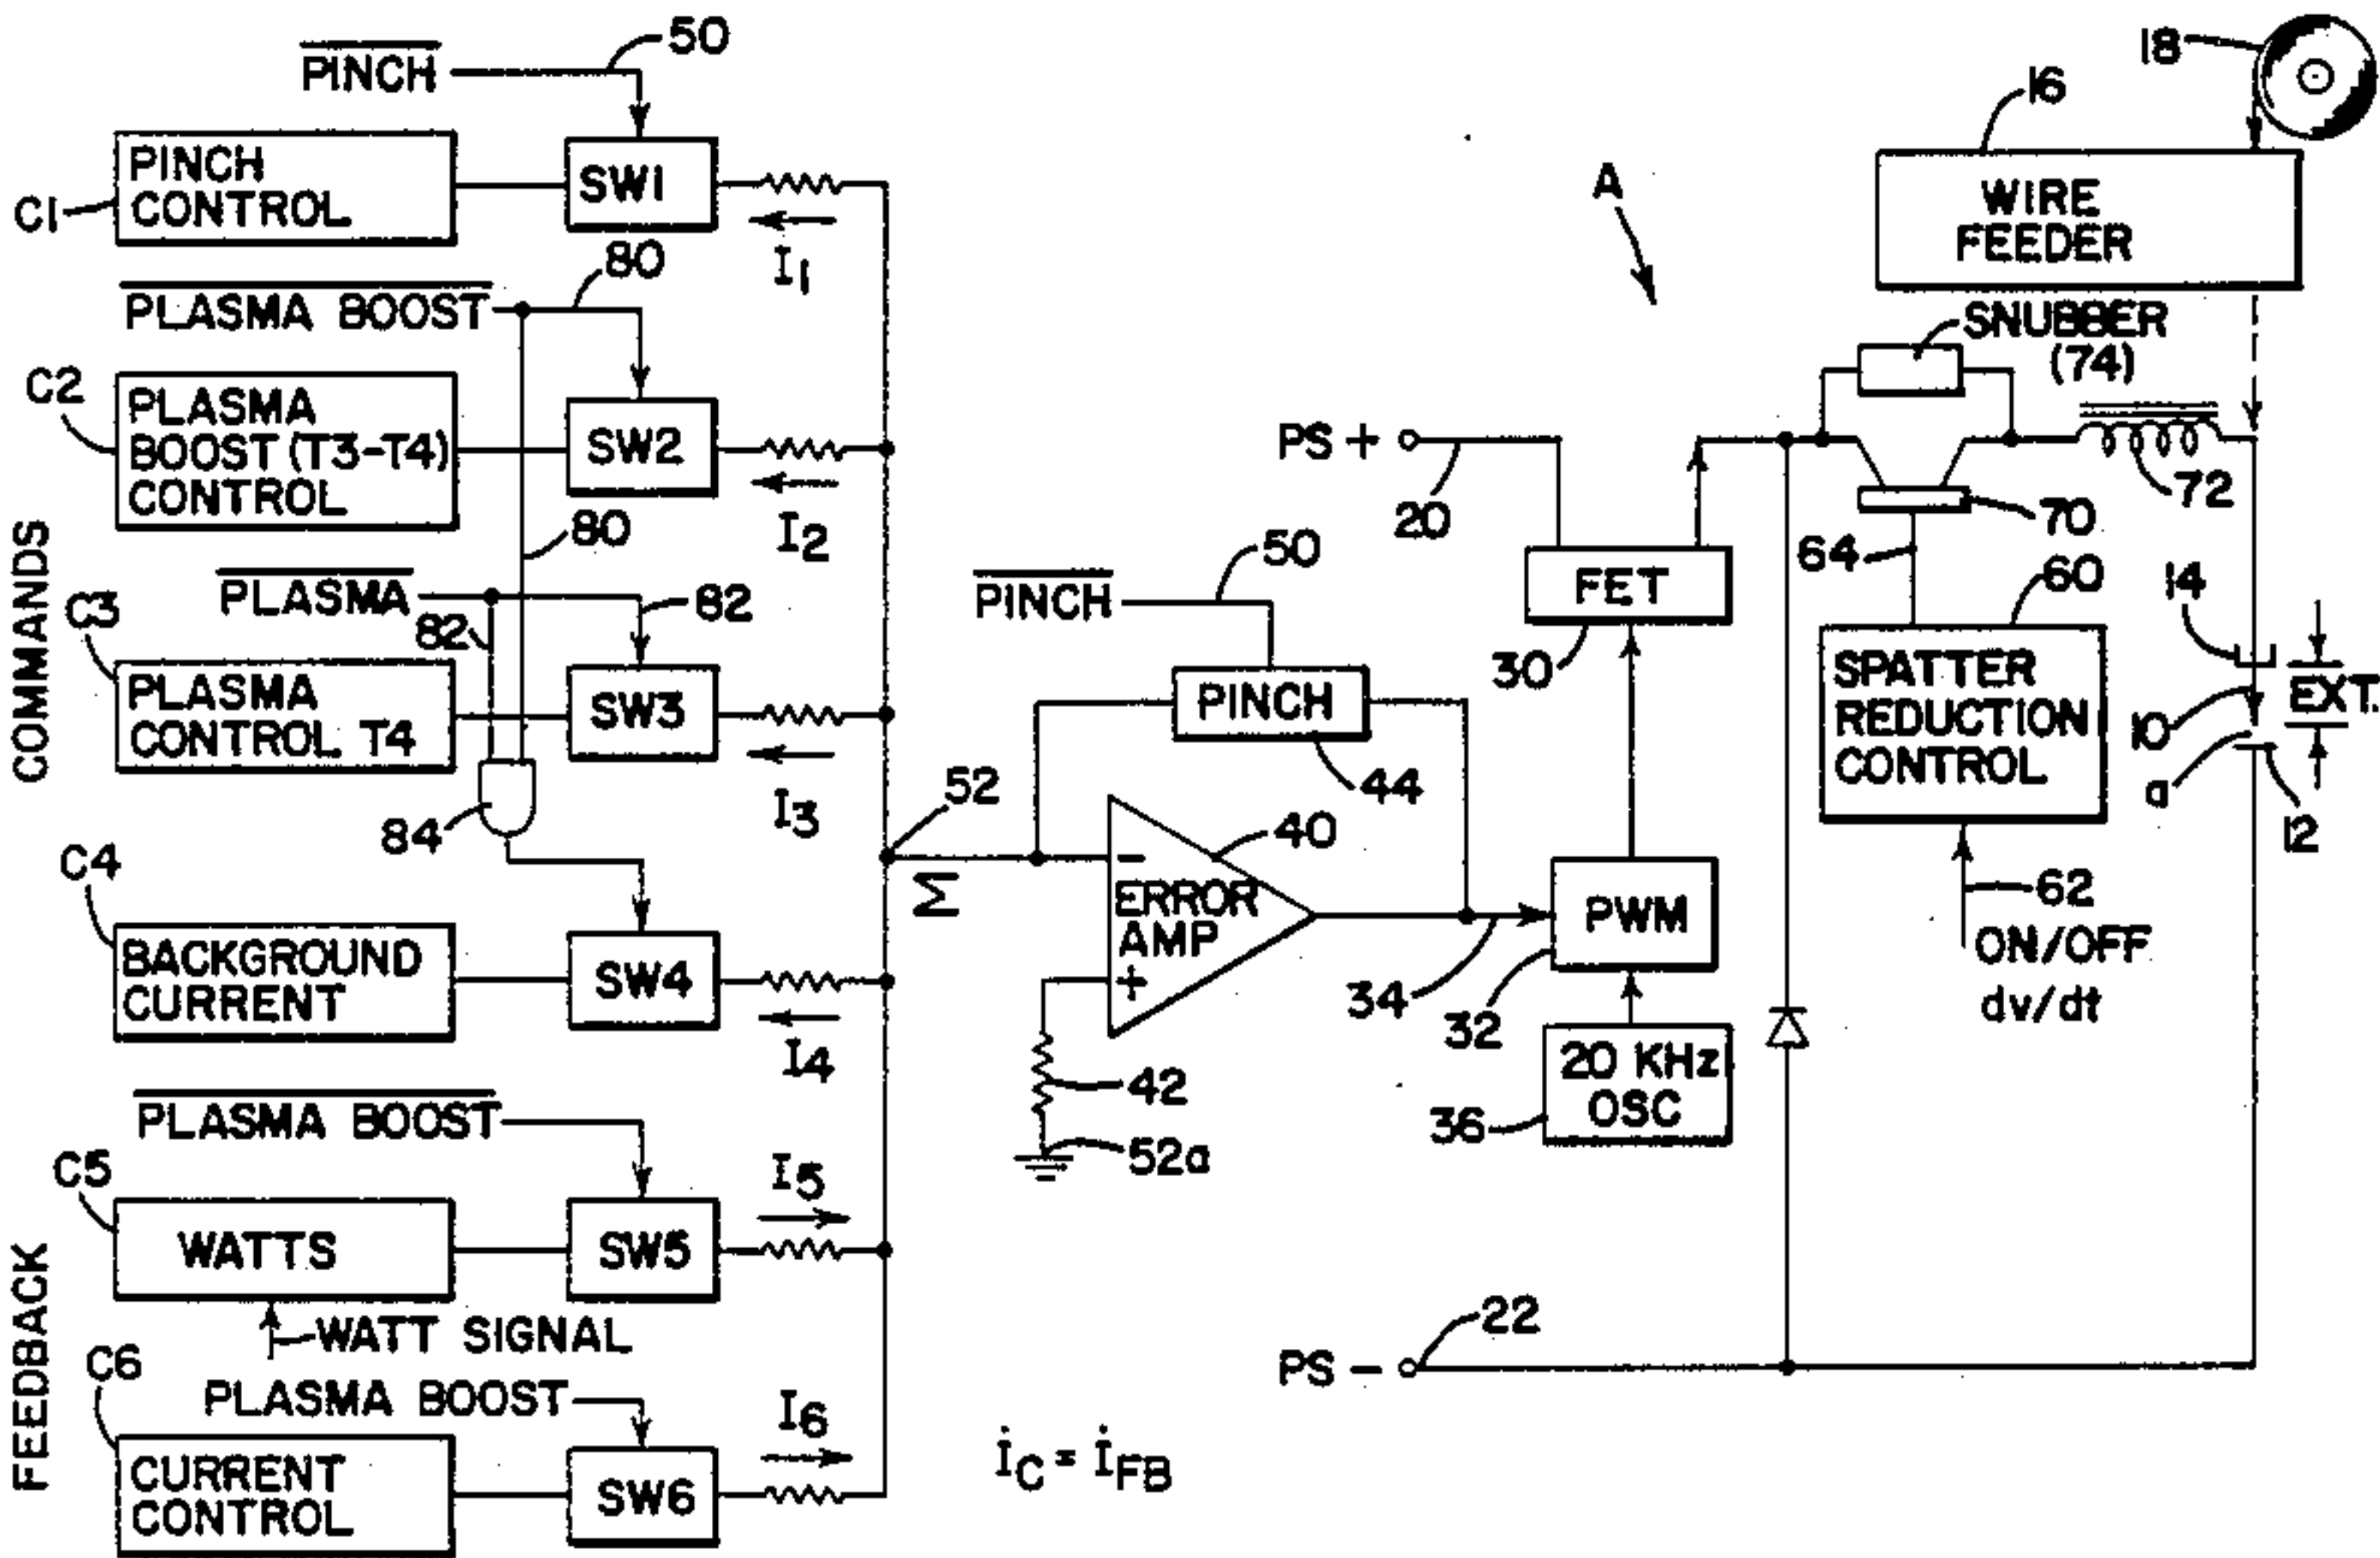 PINCH
50
C1
PINCH
CONTROL
SW1
I1
PLASMA BOOST
80
C2
PLASMA
BOOST (T3-T4)
CONTROL
SW2
I2
80
COMMANDS
PLASMA
82
82
C3
PLASMA
CONTROL T4
SW3
I3
84
C4
BACKGROUND
CURRENT
SW4
I4
PLASMA BOOST
C5
WATTS
SW5
I5
WATT SIGNAL
FEEDBACK
C6
PLASMA BOOST
CURRENT
CONTROL
SW6
I6
52
Σ
PINCH
50
PINCH
44
40
-
ERROR
AMP
+
42
52a
34
PWM
32
20 KHz
OSC
36
iC = iFB
A
PS +
20
FET
30
PS -
22
18
16
WIRE
FEEDER
SNUBBER
(74)
72
70
64
60
SPATTER
REDUCTION
CONTROL
62
ON/OFF
dv/dt
14
EXT.
10
a
12